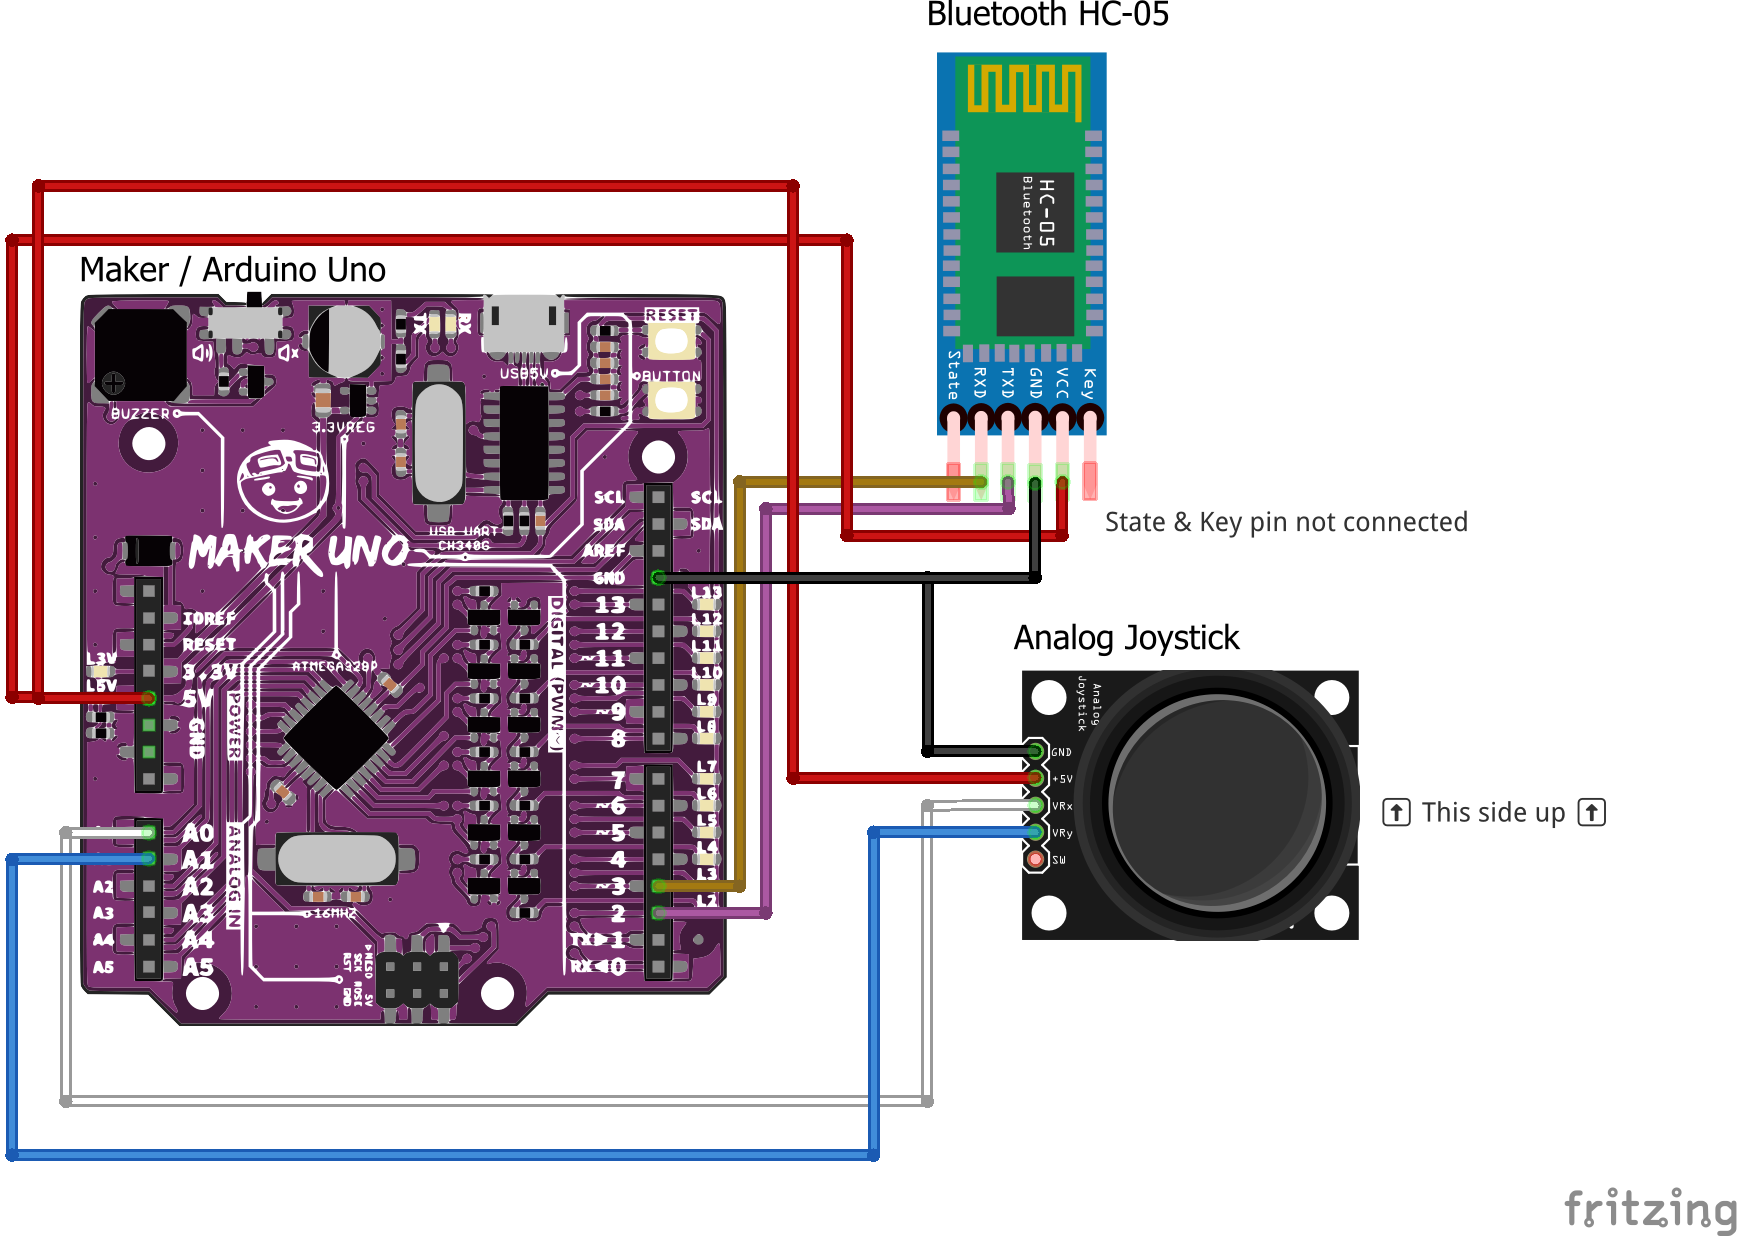 Bluetooth HC-05
HC-05
Bluetooth
State
RXD
TXD
GND
VCC
Key
State & Key pin not connected
Maker / Arduino Uno
TX
RX
RESET
USB5V
BUTTON
BUZZER
3.3VREG
SCL
SCL
SDA
SDA
USB UART
CH340G
AREF
MAKER UNO
GND
IOREF
13
L13
RESET
12
L12
L3V
3.3V
ATMEGA328P
~11
L11
L5V
5V
~10
L10
GND
POWER
~9
L9
8
L8
DIGITAL (PWM~)
7
L7
~6
L6
A0
~5
L5
A1
4
L4
ANALOG IN
A2
A2
~3
L3
A3
A3
16MHZ
2
L2
A4
A4
TX▶1
A5
A5
RX◀0
MISO
SCK
RST
5V
MOSI
GND
Analog Joystick
Analog
Joystick
GND
+5V
VRx
VRy
SW
This side up
fritzing